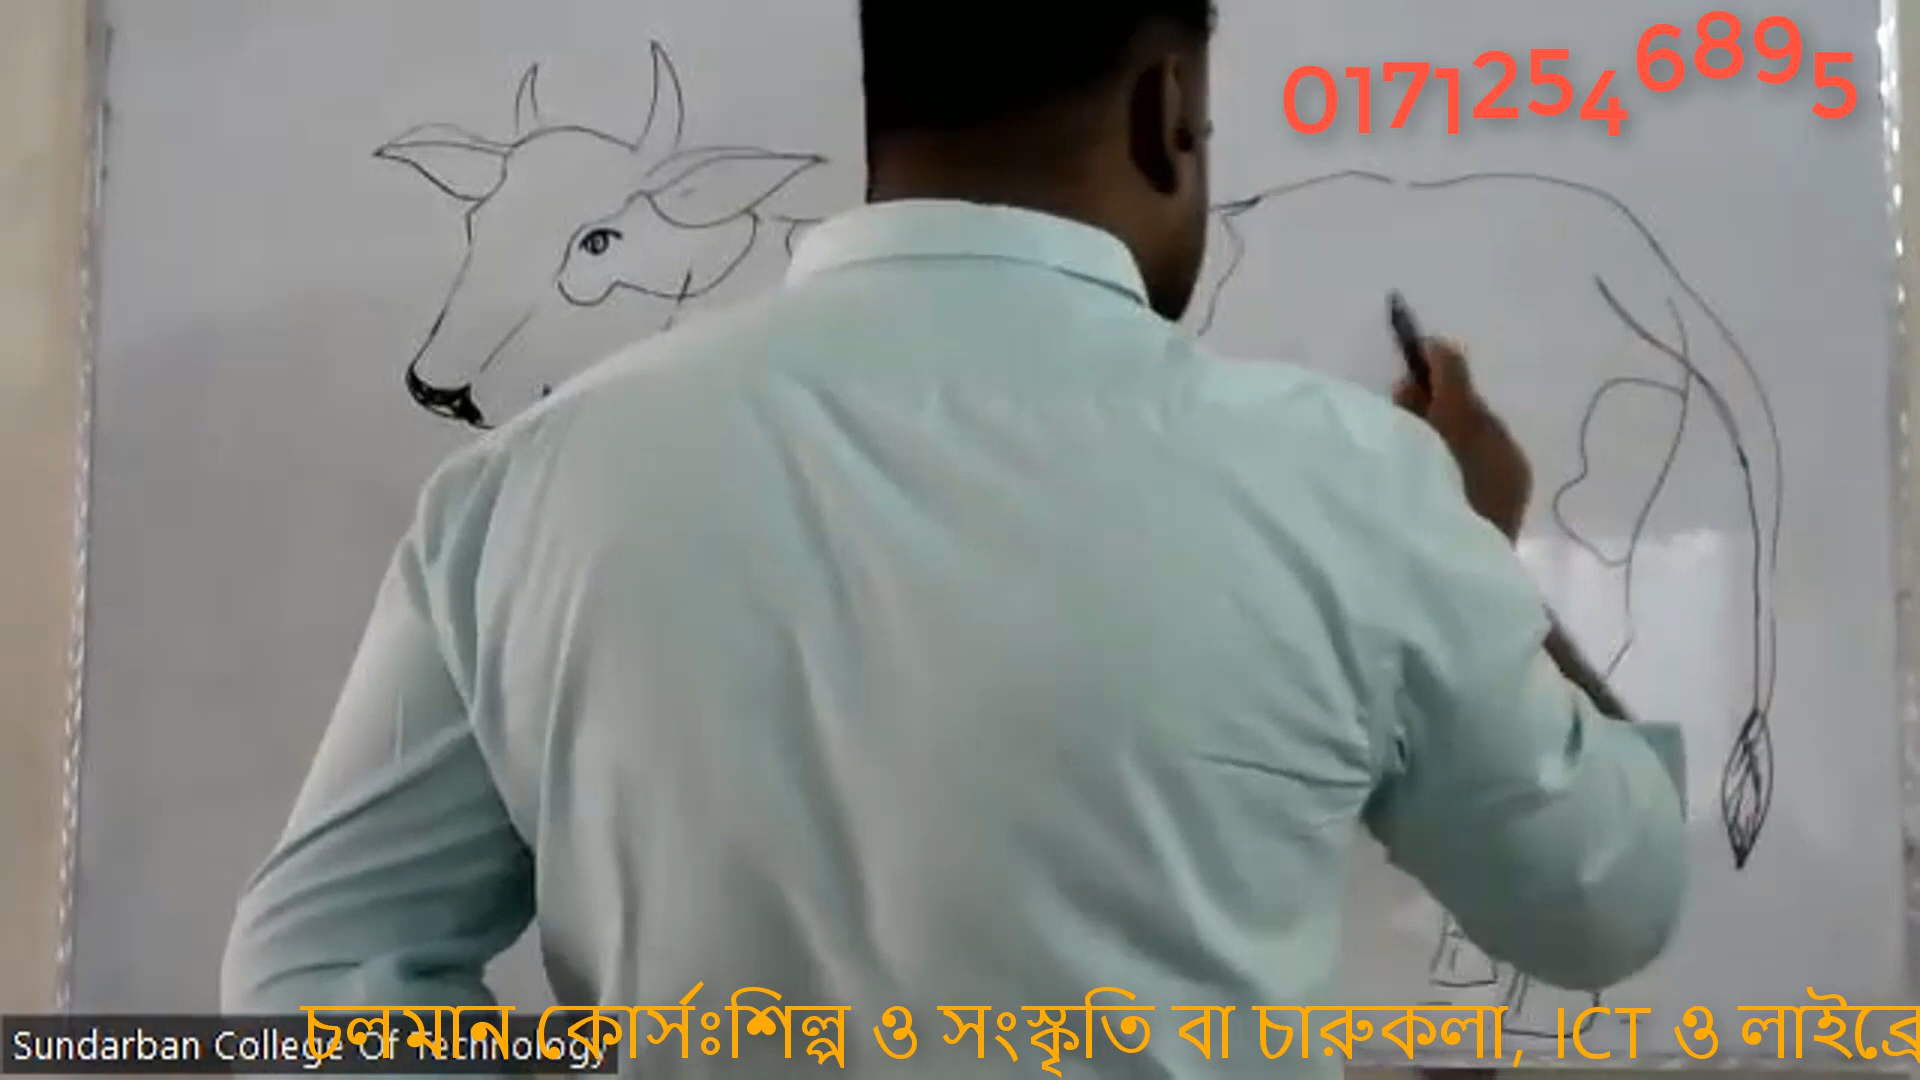 01712546895
চলমান কোর্সঃশিল্প ও সংস্কৃতি বা চারুকলা, ICT ও লাইব্রে
Sundarban College Of Technology